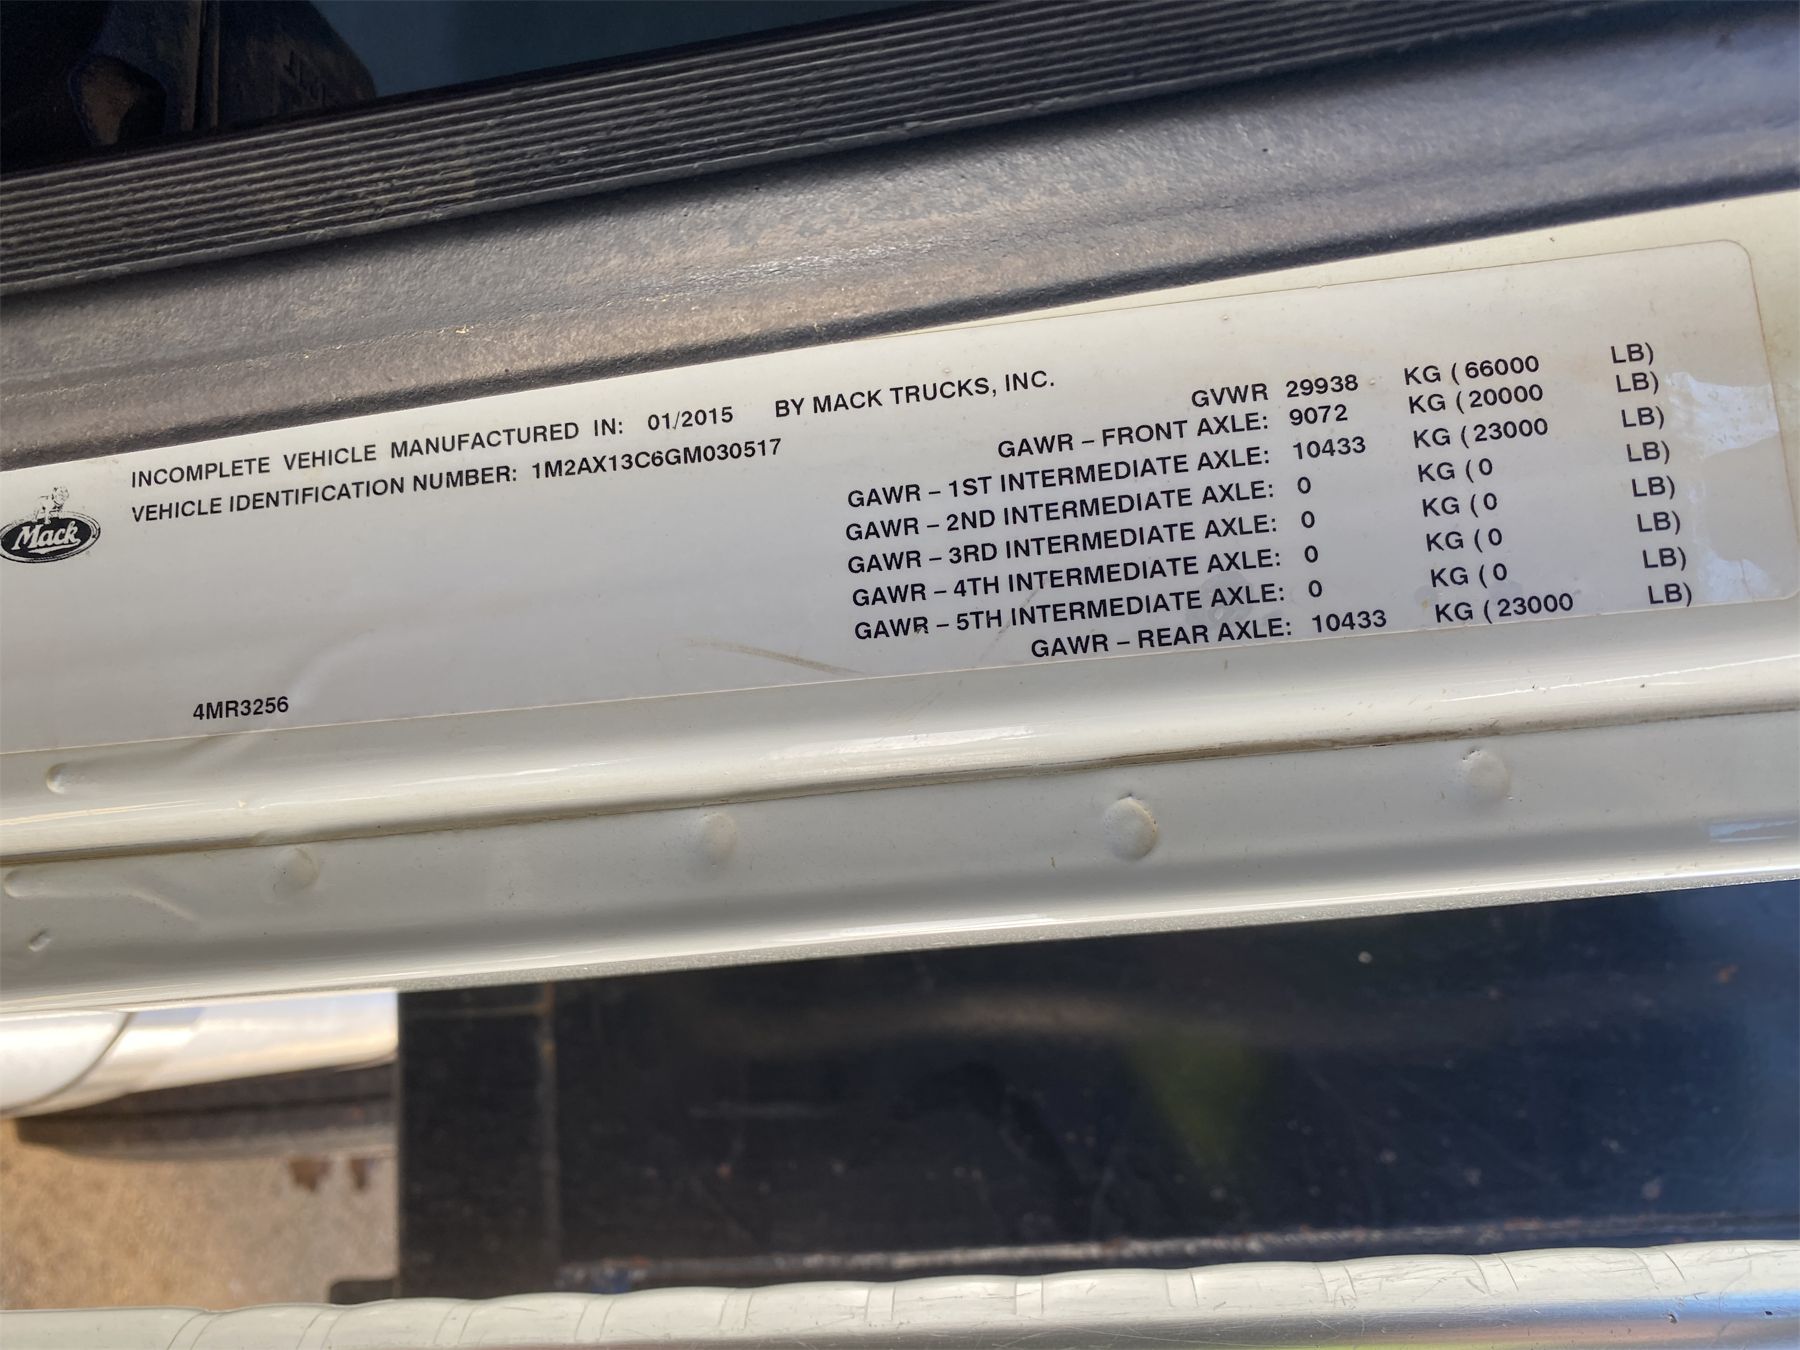 INCOMPLETE VEHICLE MANUFACTURED IN: 01/2015 BY MACK TRUCKS, INC.
VEHICLE IDENTIFICATION NUMBER: 1M2AX13C6GM030517
Mack
GVWR 29938 KG ( 66000 LB)
GAWR – FRONT AXLE: 9072 KG ( 20000 LB)
GAWR – 1ST INTERMEDIATE AXLE: 10433 KG ( 23000 LB)
GAWR – 2ND INTERMEDIATE AXLE: 0 KG ( 0 LB)
GAWR – 3RD INTERMEDIATE AXLE: 0 KG ( 0 LB)
GAWR – 4TH INTERMEDIATE AXLE: 0 KG ( 0 LB)
GAWR – 5TH INTERMEDIATE AXLE: 0 KG ( 0 LB)
GAWR – REAR AXLE: 10433 KG ( 23000 LB)
4MR3256